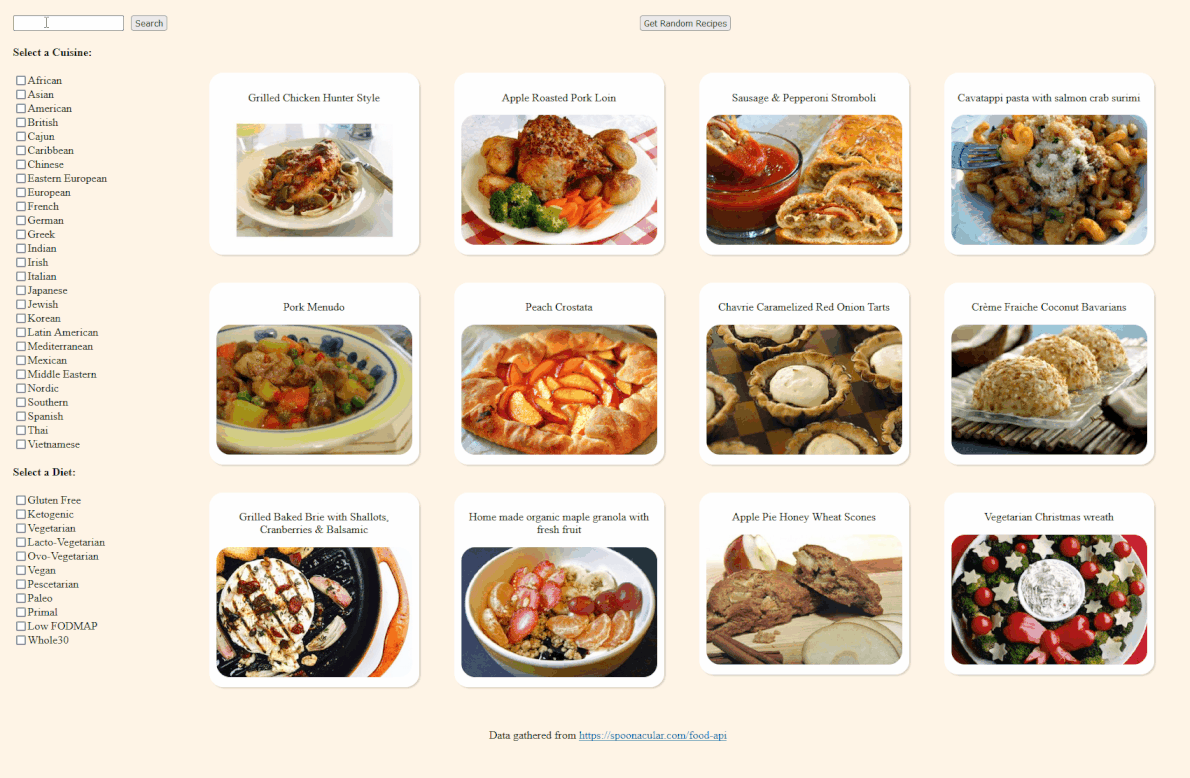 Search
Get Random Recipes
Select a Cuisine:
African
Asian
American
British
Cajun
Caribbean
Chinese
Eastern European
European
French
German
Greek
Indian
Irish
Italian
Japanese
Jewish
Korean
Latin American
Mediterranean
Mexican
Middle Eastern
Nordic
Southern
Spanish
Thai
Vietnamese
Select a Diet:
Gluten Free
Ketogenic
Vegetarian
Lacto-Vegetarian
Ovo-Vegetarian
Vegan
Pescetarian
Paleo
Primal
Low FODMAP
Whole30
Grilled Chicken Hunter Style
Apple Roasted Pork Loin
Sausage & Pepperoni Stromboli
Cavatappi pasta with salmon crab surimi
Pork Menudo
Peach Crostata
Chavrie Caramelized Red Onion Tarts
Crème Fraiche Coconut Bavarians
Grilled Baked Brie with Shallots,
Cranberries & Balsamic
Home made organic maple granola with
fresh fruit
Apple Pie Honey Wheat Scones
Vegetarian Christmas wreath
Data gathered from https://spoonacular.com/food-api